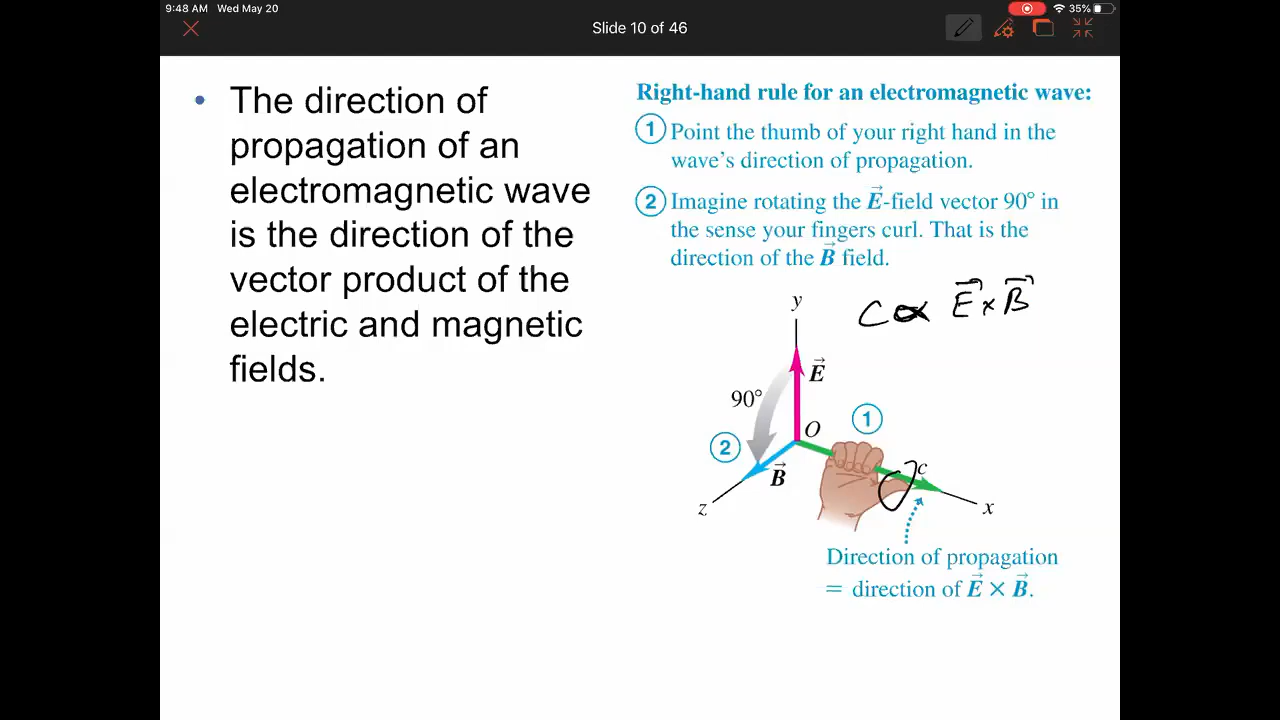 9:48 AM Wed May 20
35%
Slide 10 of 46
• The direction of
propagation of an
electromagnetic wave
is the direction of the
vector product of the
electric and magnetic
fields.
Right-hand rule for an electromagnetic wave:
1 Point the thumb of your right hand in the
wave's direction of propagation.
2 Imagine rotating the E⃗-field vector 90° in
the sense your fingers curl. That is the
direction of the B⃗ field.
C ∝ E⃗ × B⃗
y
E⃗
90°
O
1
2
B⃗
c
z
x
Direction of propagation
= direction of E⃗ × B⃗.